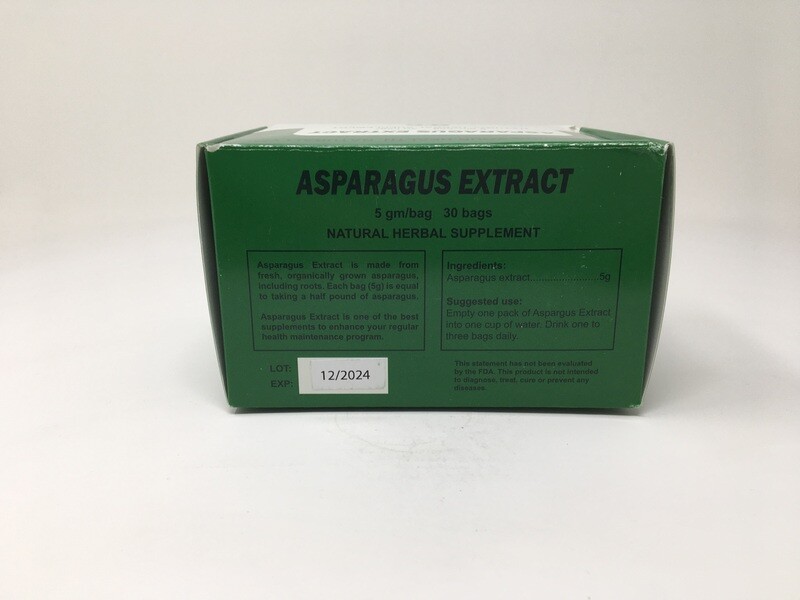 ASPARAGUS EXTRACT
ASPARAGUS EXTRACT
5 gm/bag 30 bags
NATURAL HERBAL SUPPLEMENT
Asparagus Extract is made from
fresh, organically grown asparagus,
including roots. Each bag (5g) is equal
to taking a half pound of asparagus.
Asparagus Extract is one of the best
supplements to enhance your regular
health maintenance program.
Ingredients:
Asparagus extract..........................5g
Suggested use:
Empty one pack of Aspargus Extract
into one cup of water. Drink one to
three bags daily.
LOT:
EXP:
12/2024
This statement has not been evaluated
by the FDA. This product is not intended
to diagnose, treat, cure or prevent any
diseases.